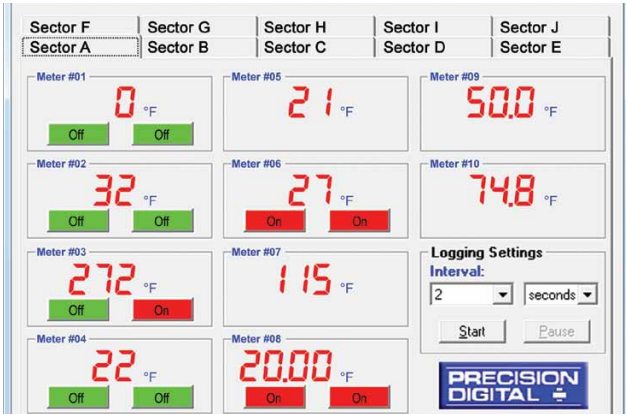 Sector F Sector G Sector H Sector I Sector J
Sector A Sector B Sector C Sector D Sector E
Meter #01 Meter #05 Meter #09
0 °F 21 °F 50.0 °F
Off Off
Meter #02 Meter #06 Meter #10
32 °F 27 °F 74.8 °F
Off Off On On
Meter #03 Meter #07 Logging Settings
272 °F 115 °F Interval:
2 seconds
Off On
Start Pause
Meter #04 Meter #08
22 °F 20.00 °F
PRECISION
DIGITAL
Off Off On On